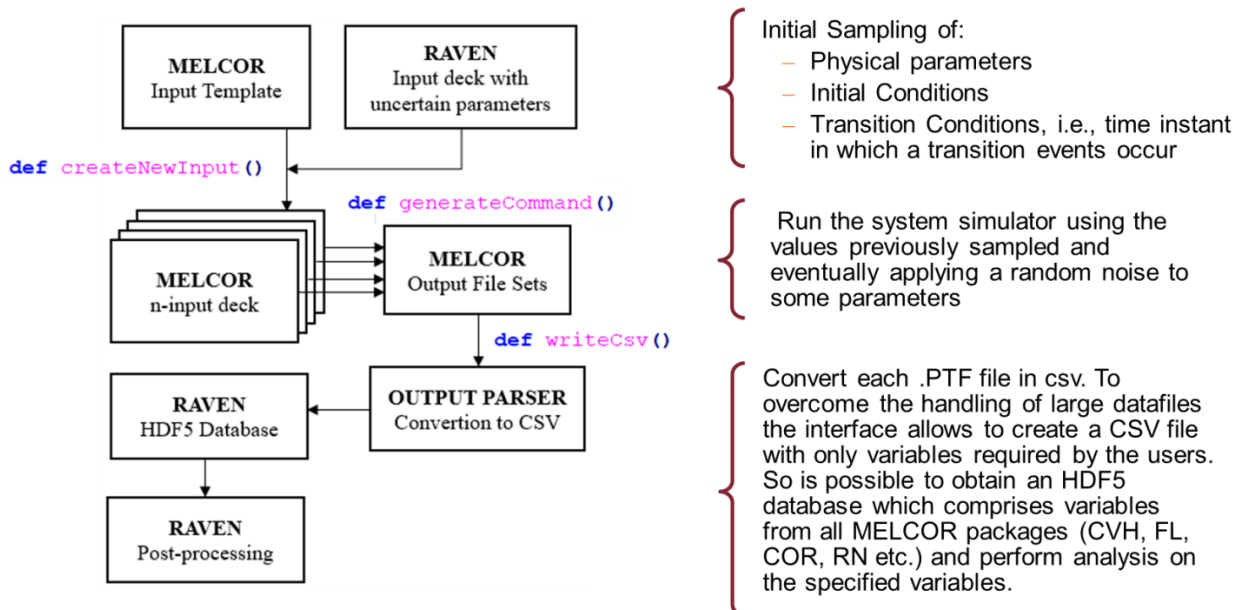 MELCOR
Input Template
RAVEN
Input deck with
uncertain parameters
def createNewInput()
def generateCommand()
MELCOR
n-input deck
MELCOR
Output File Sets
def writeCsv()
RAVEN
HDF5 Database
OUTPUT PARSER
Convertion to CSV
RAVEN
Post-processing
Initial Sampling of:
– Physical parameters
– Initial Conditions
– Transition Conditions, i.e., time instant
in which a transition events occur
Run the system simulator using the
values previously sampled and
eventually applying a random noise to
some parameters
Convert each .PTF file in csv. To
overcome the handling of large datafiles
the interface allows to create a CSV file
with only variables required by the users.
So is possible to obtain an HDF5
database which comprises variables
from all MELCOR packages (CVH, FL,
COR, RN etc.) and perform analysis on
the specified variables.